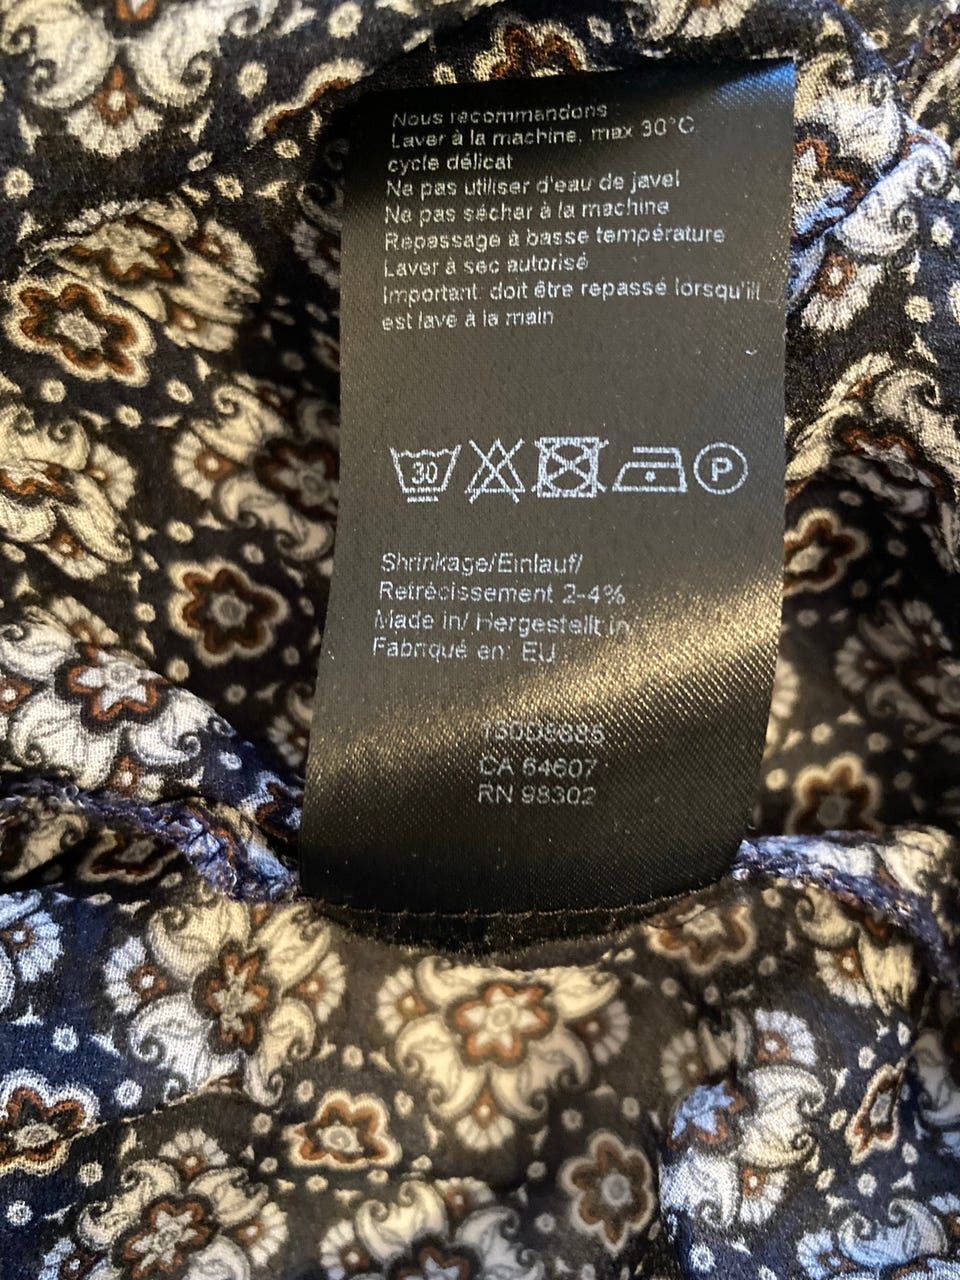 Nous recommandons
Laver à la machine, max 30°C
cycle délicat
Ne pas utiliser d'eau de javel
Ne pas sécher à la machine
Repassage à basse température
Laver à sec autorisé
Important: doit être repassé lorsqu'ill
est lavé à la main
30 P
Shrinkage/Einlauf/
Retrécissement 2-4%
Made in/ Hergestellt in/
Fabriqué en: EU
CA 64607
RN 98302